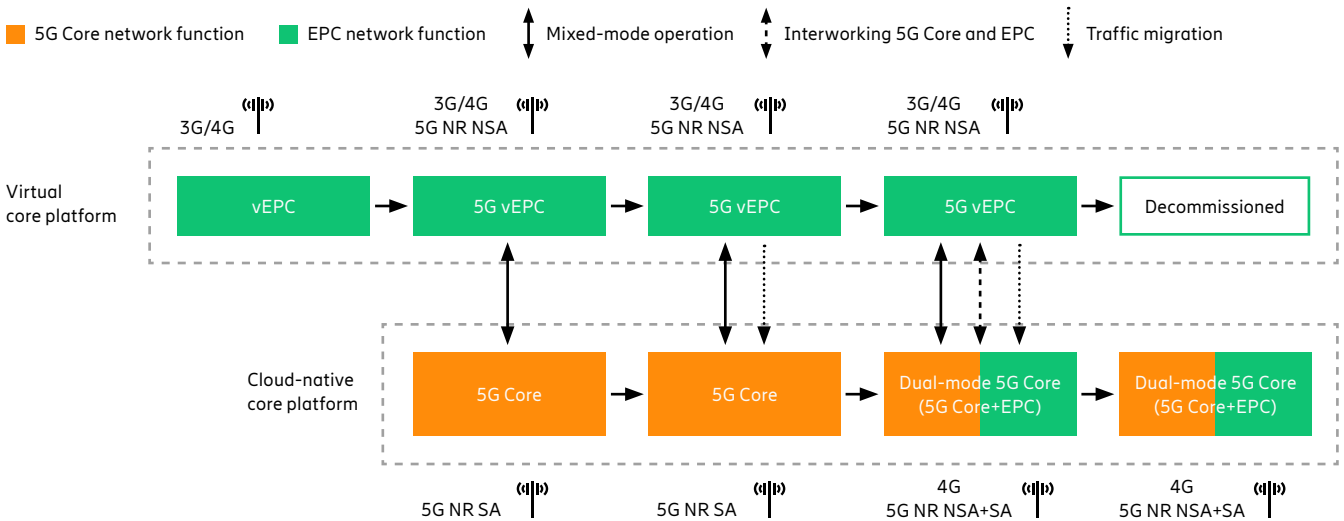 5G Core network function
EPC network function
Mixed-mode operation
Interworking 5G Core and EPC
Traffic migration
3G/4G
3G/4G
5G NR NSA
3G/4G
5G NR NSA
3G/4G
5G NR NSA
Virtual
core platform
vEPC
5G vEPC
5G vEPC
5G vEPC
Decommissioned
Cloud-native
core platform
5G Core
5G Core
Dual-mode 5G Core
(5G Core+EPC)
Dual-mode 5G Core
(5G Core+EPC)
5G NR SA
5G NR SA
4G
5G NR NSA+SA
4G
5G NR NSA+SA